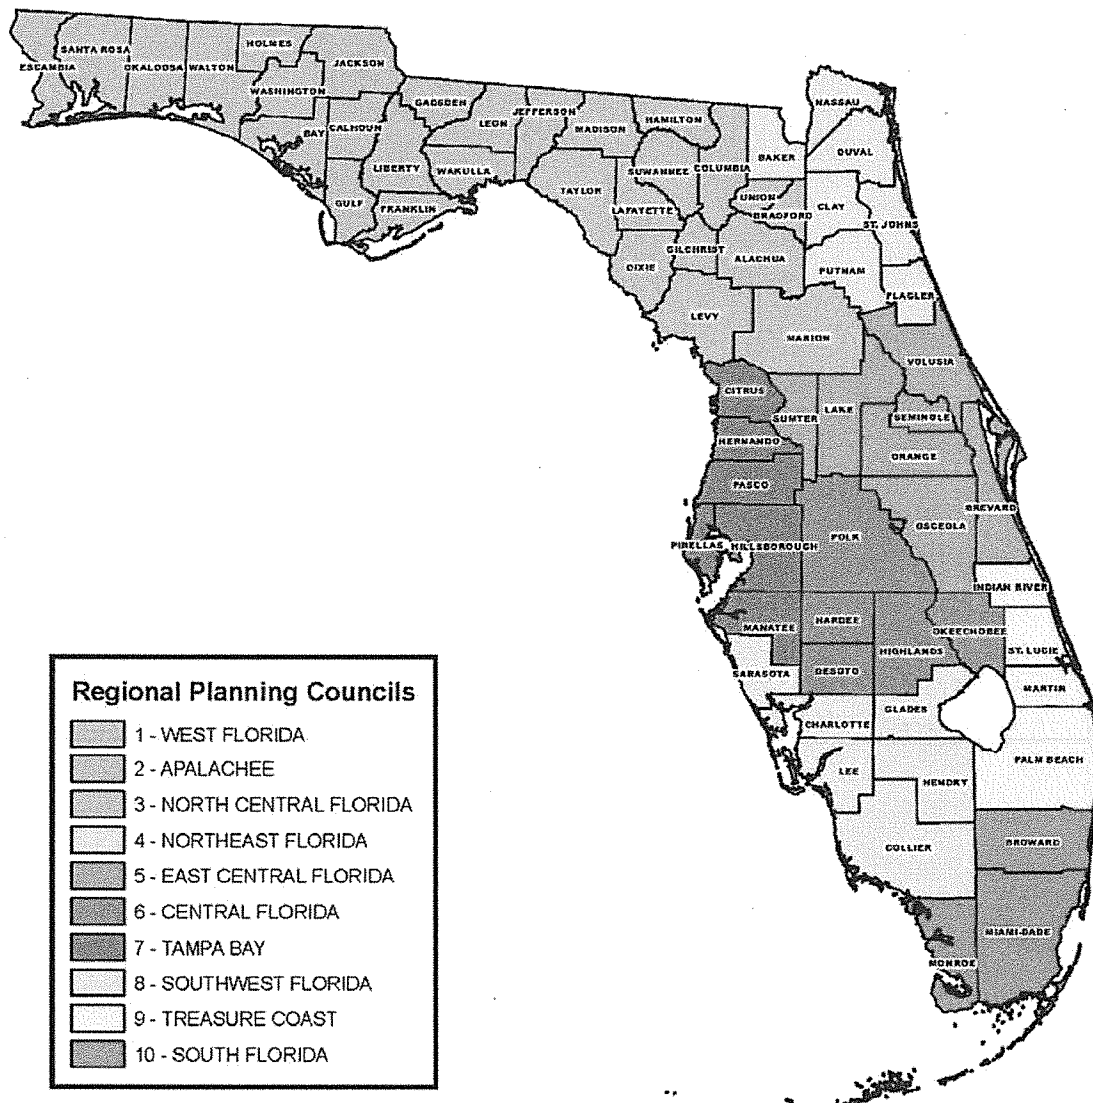 HOLMES
SANTA ROSA
ESCAMBIA
OKALOOSA
WALTON
JACKSON
WASHINGTON
GADSDEN
NASSAU
LEON
JEFFERSON
HAMILTON
MADISON
BAY
CALHOUN
DUVAL
BAKER
LIBERTY
WAKULLA
SUWANNEE
COLUMBIA
TAYLOR
UNION
GULF
FRANKLIN
LAFAYETTE
BRADFORD
CLAY
ST. JOHNS
GILCHRIST
ALACHUA
DIXIE
PUTNAM
FLAGLER
LEVY
MARION
VOLUSIA
CITRUS
SUMTER
LAKE
SEMINOLE
HERNANDO
ORANGE
PASCO
BREVARD
OSCEOLA
POLK
PINELLAS
HILLSBOROUGH
INDIAN RIVER
MANATEE
HARDEE
OKEECHOBEE
HIGHLANDS
ST. LUCIE
SARASOTA
DESOTO
MARTIN
GLADES
CHARLOTTE
PALM BEACH
LEE
HENDRY
COLLIER
BROWARD
MIAMI-DADE
MONROE
Regional Planning Councils
1 - WEST FLORIDA
2 - APALACHEE
3 - NORTH CENTRAL FLORIDA
4 - NORTHEAST FLORIDA
5 - EAST CENTRAL FLORIDA
6 - CENTRAL FLORIDA
7 - TAMPA BAY
8 - SOUTHWEST FLORIDA
9 - TREASURE COAST
10 - SOUTH FLORIDA